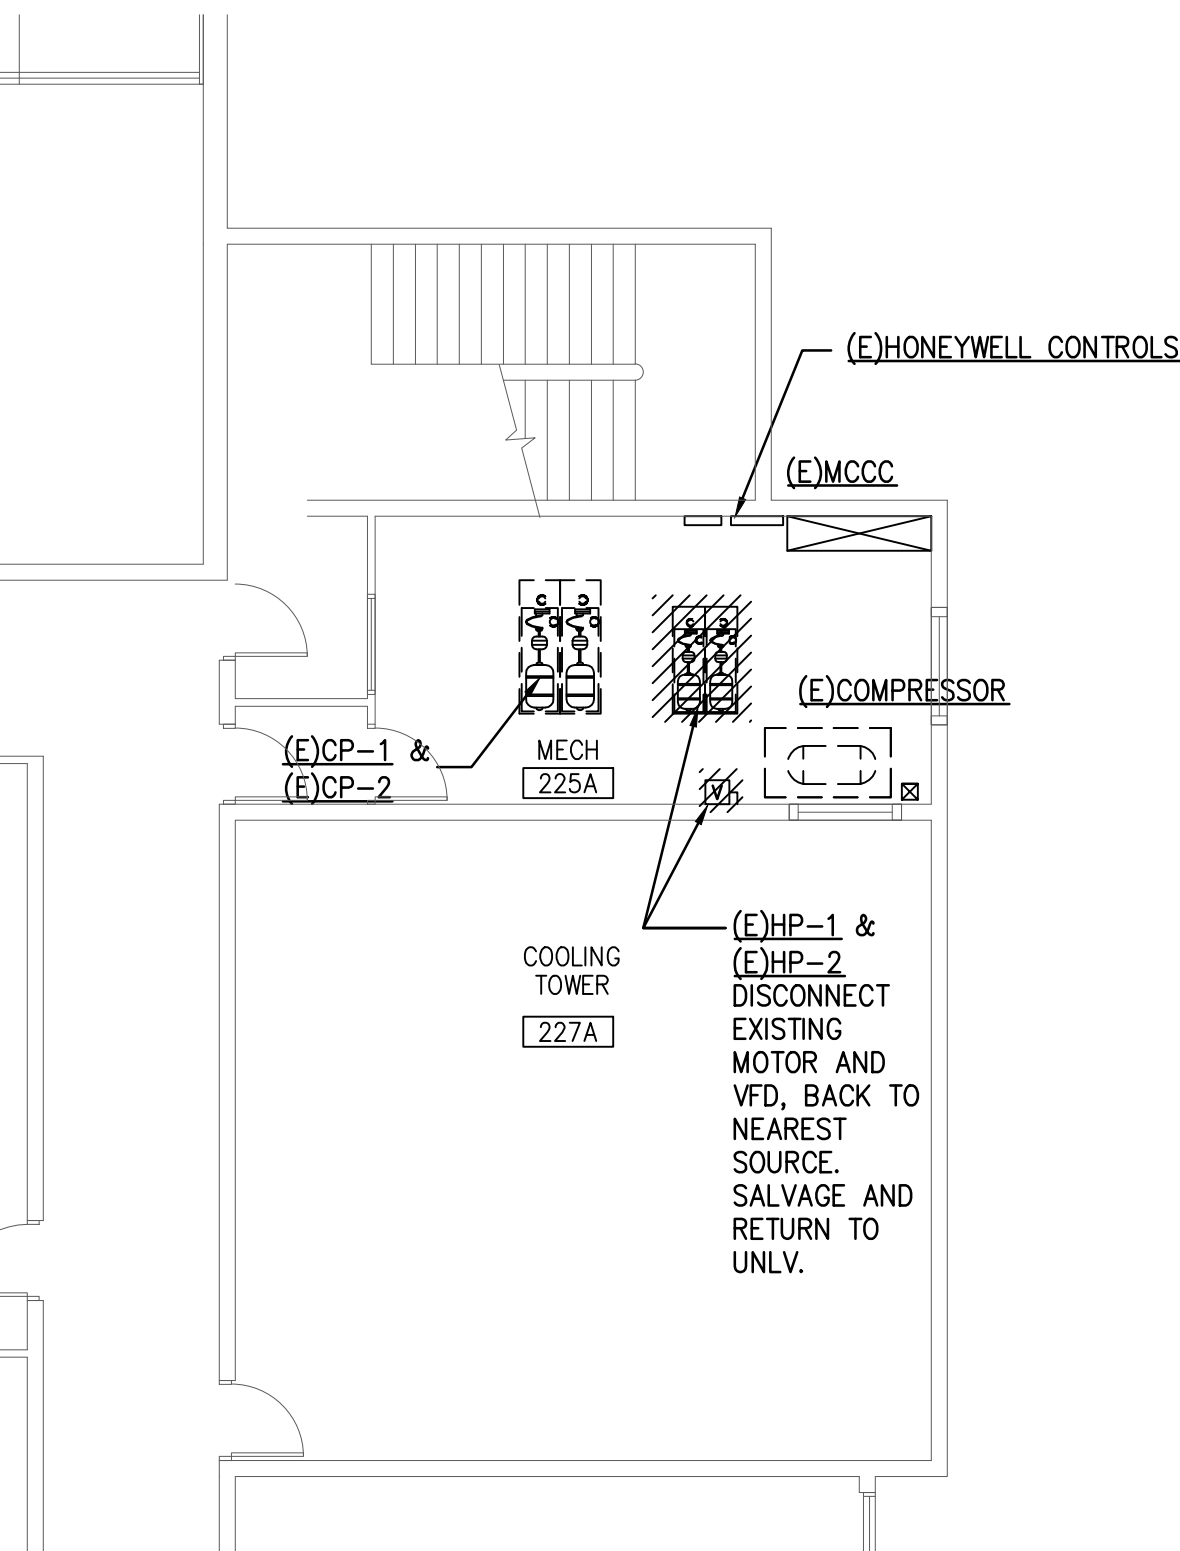 (E)HONEYWELL CONTROLS
(E)MCCC
C C
C C
C C
C C
(E)COMPRESSOR
(E)CP-1 &
(E)CP-2
MECH
225A
V
COOLING
TOWER
227A
(E)HP-1 &
(E)HP-2
DISCONNECT
EXISTING
MOTOR AND
VFD, BACK TO
NEAREST
SOURCE.
SALVAGE AND
RETURN TO
UNLV.